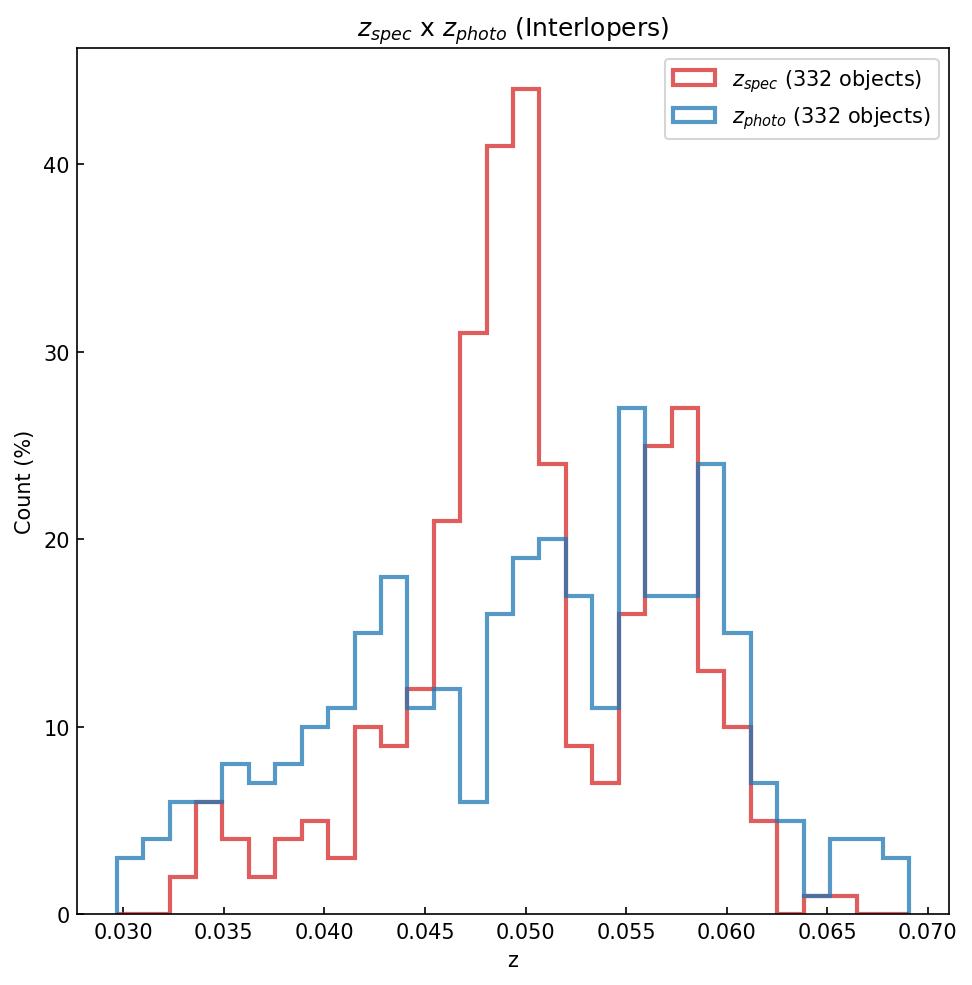 z_spec x z_photo (Interlopers)
z_spec (332 objects)
z_photo (332 objects)
Count (%)
40
30
20
10
0
0.030 0.035 0.040 0.045 0.050 0.055 0.060 0.065 0.070
z